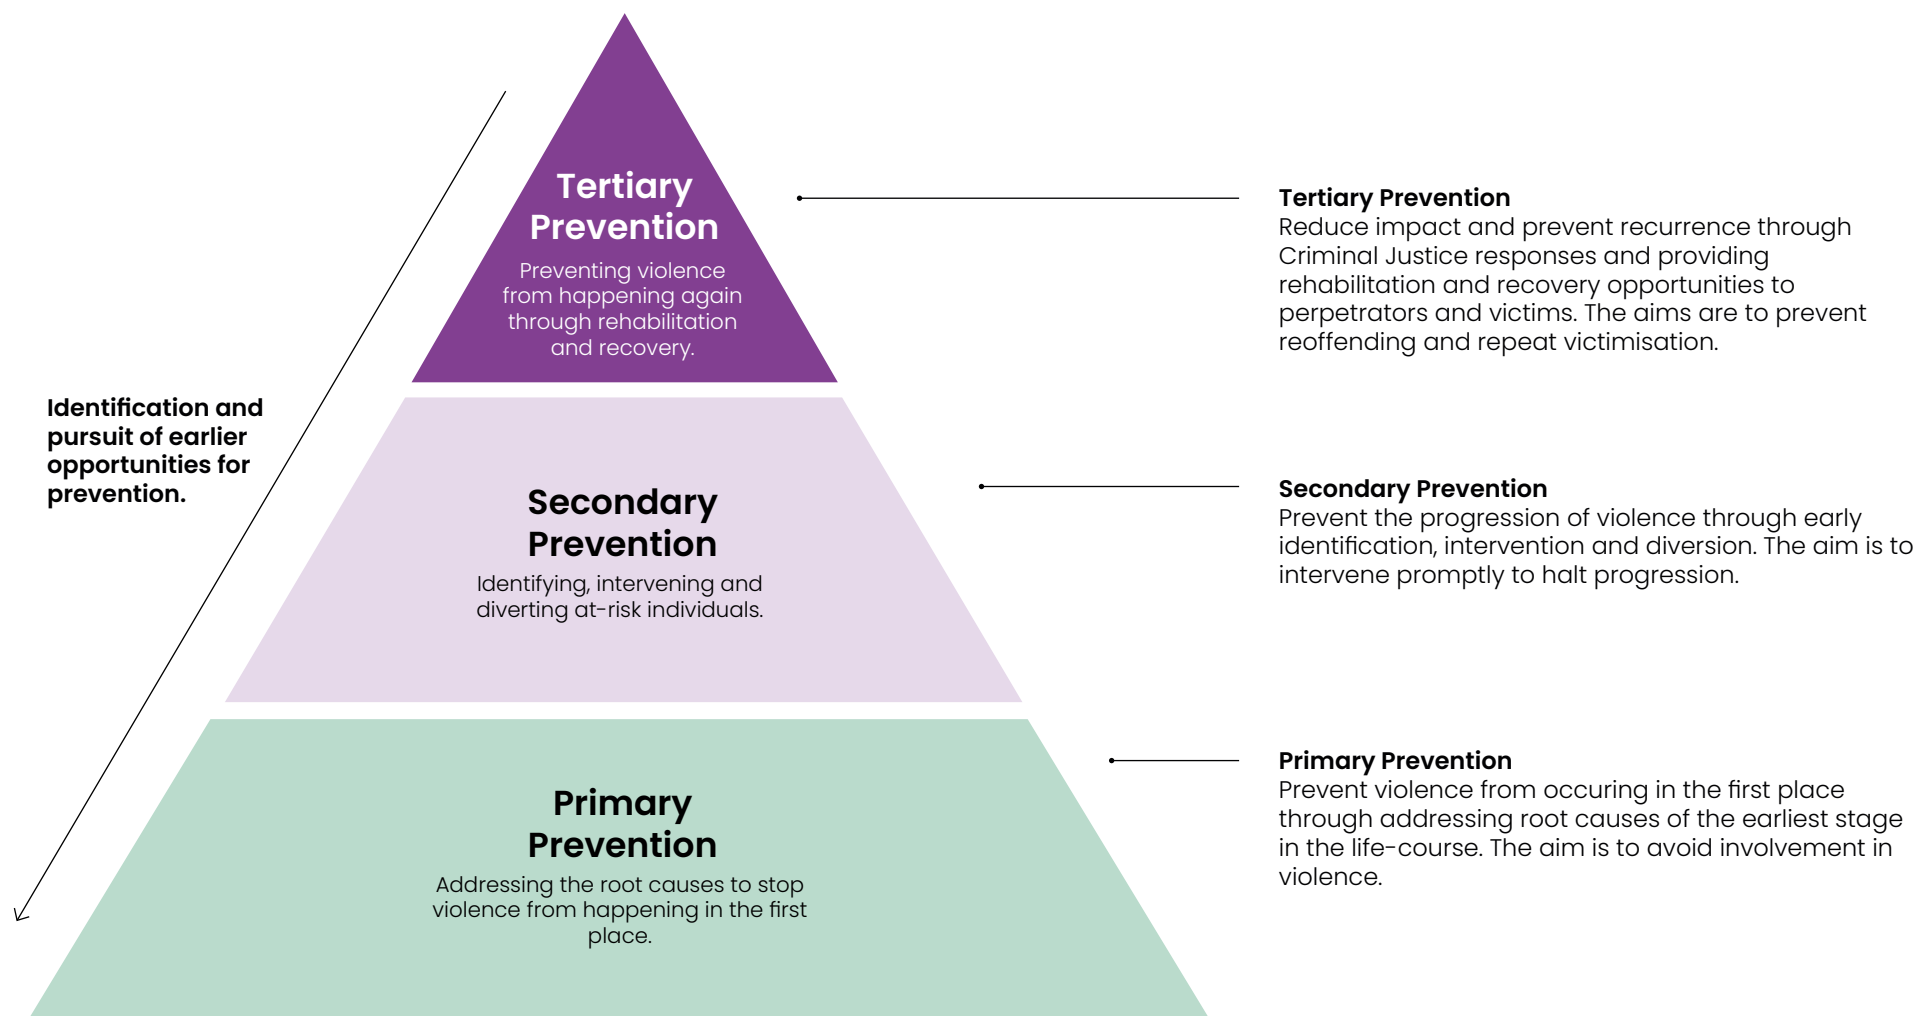 Tertiary
Prevention
Preventing violence
from happening again
through rehabilitation
and recovery.
Tertiary Prevention
Reduce impact and prevent recurrence through
Criminal Justice responses and providing
rehabilitation and recovery opportunities to
perpetrators and victims. The aims are to prevent
reoffending and repeat victimisation.
Identification and
pursuit of earlier
opportunities for
prevention.
Secondary
Prevention
Identifying, intervening and
diverting at-risk individuals.
Secondary Prevention
Prevent the progression of violence through early
identification, intervention and diversion. The aim is to
intervene promptly to halt progression.
Primary
Prevention
Addressing the root causes to stop
violence from happening in the first
place.
Primary Prevention
Prevent violence from occuring in the first place
through addressing root causes of the earliest stage
in the life-course. The aim is to avoid involvement in
violence.